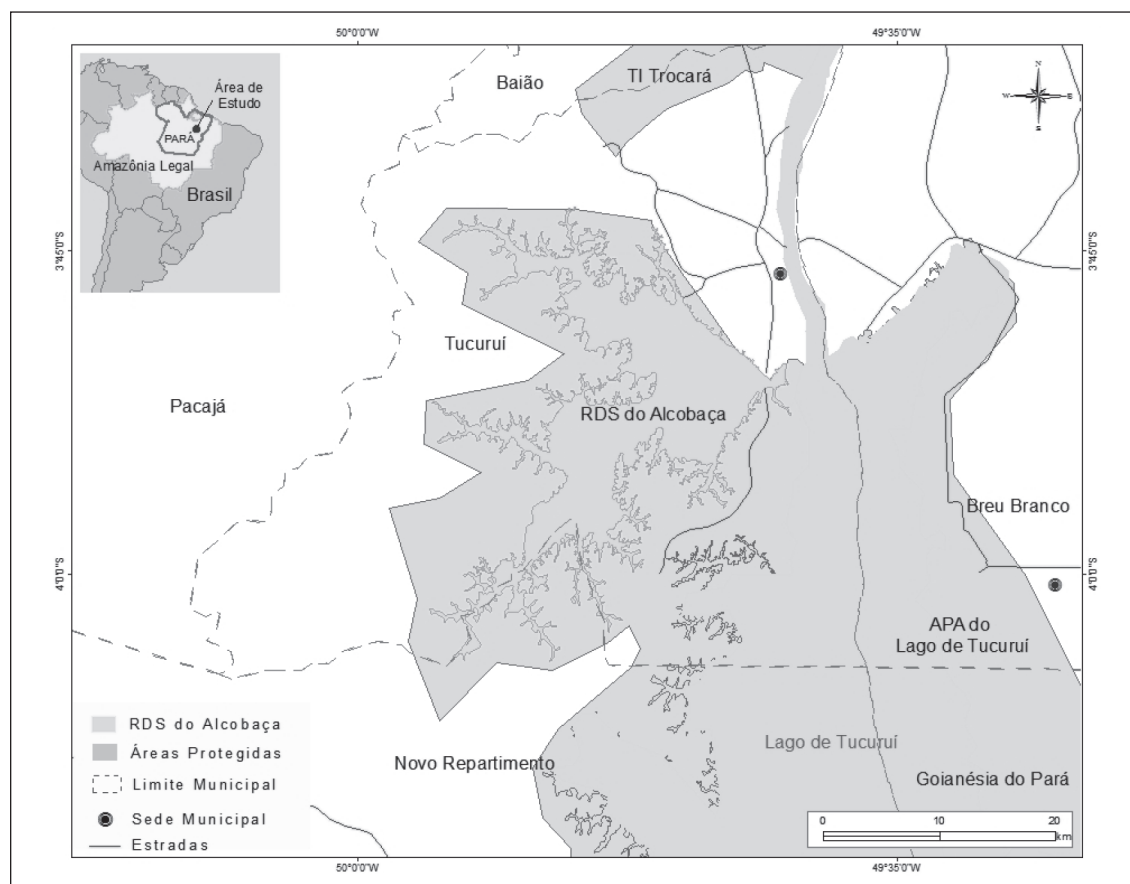 50°0'0"W
49°35'0"W
Área de
Estudo
PARÁ
Amazônia Legal
Brasil
Baião
TI Trocará
N
W
E
S
3°45'0"S
3°45'0"S
Tucuruí
Pacajá
RDS do Alcobaça
Breu Branco
4°0'0"S
4°0'0"S
APA do
Lago de Tucuruí
RDS do Alcobaça
Áreas Protegidas
Limite Municipal
Sede Municipal
Estradas
Novo Repartimento
Lago de Tucuruí
Goianésia do Pará
0 10 20
km
50°0'0"W
49°35'0"W